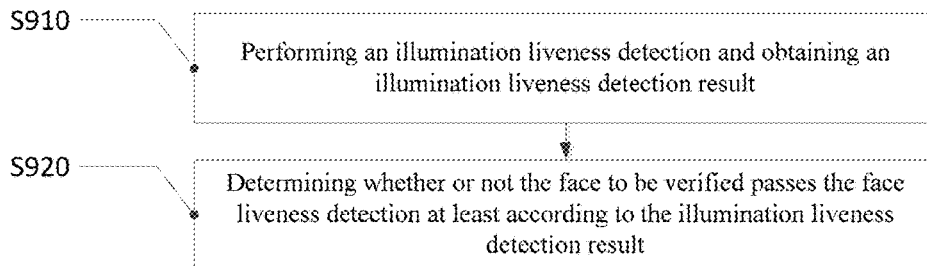 S910
Performing an illumination liveness detection and obtaining an
illumination liveness detection result
S920
Determining whether or not the face to be verified passes the face
liveness detection at least according to the illumination liveness
detection result